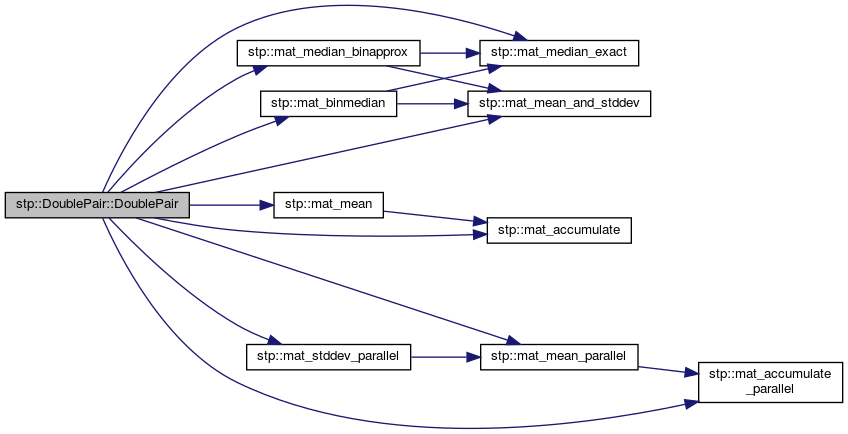 stp::mat_median_binapprox
stp::mat_median_exact
stp::mat_binmedian
stp::mat_mean_and_stddev
stp::DoublePair::DoublePair
stp::mat_mean
stp::mat_accumulate
stp::mat_stddev_parallel
stp::mat_mean_parallel
stp::mat_accumulate
_parallel